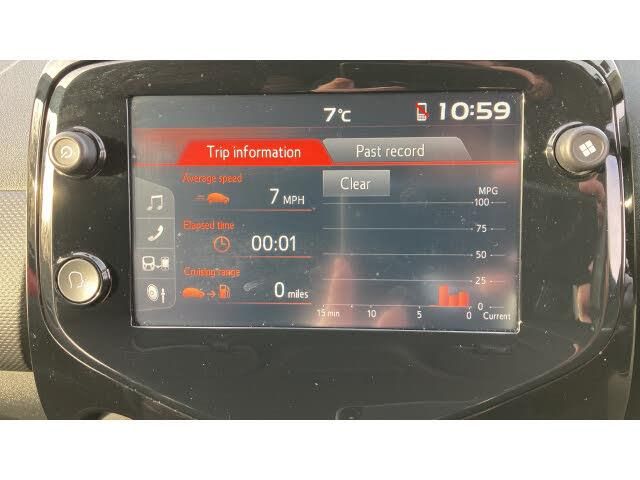 7°C 10:59
Trip information Past record
Average speed Clear MPG
7 MPH 100
75
Elapsed time
00:01 50
Cruising range 25
0 miles 0
15 min 10 5 0 Current